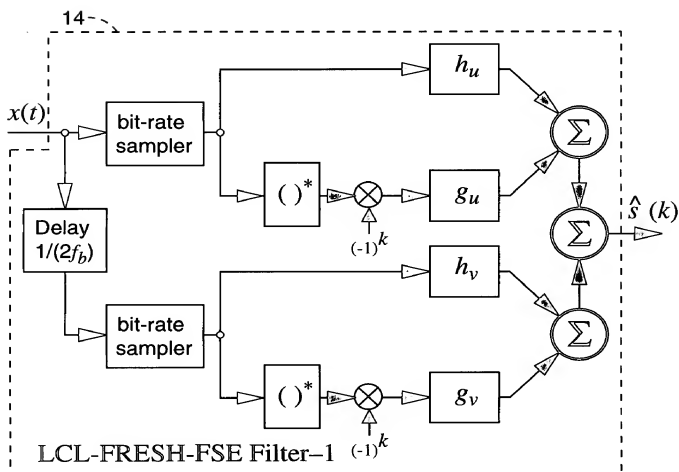 14
h_u
x(t)
bit-rate
sampler
Σ
( )*
g_u
ŝ (k)
Delay
1/(2f_b)
(-1)^k
Σ
h_v
bit-rate
sampler
Σ
( )*
g_v
LCL-FRESH-FSE Filter–1
(-1)^k